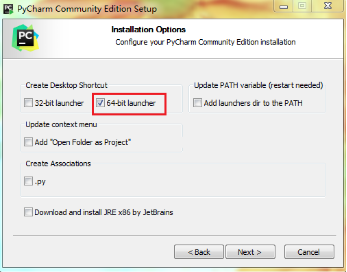 PyCharm Community Edition Setup
PC
Installation Options
Configure your PyCharm Community Edition installation
Create Desktop Shortcut
32-bit launcher
64-bit launcher
Update PATH variable (restart needed)
Add launchers dir to the PATH
Update context menu
Add "Open Folder as Project"
Create Associations
.py
Download and install JRE x86 by JetBrains
< Back
Next >
Cancel